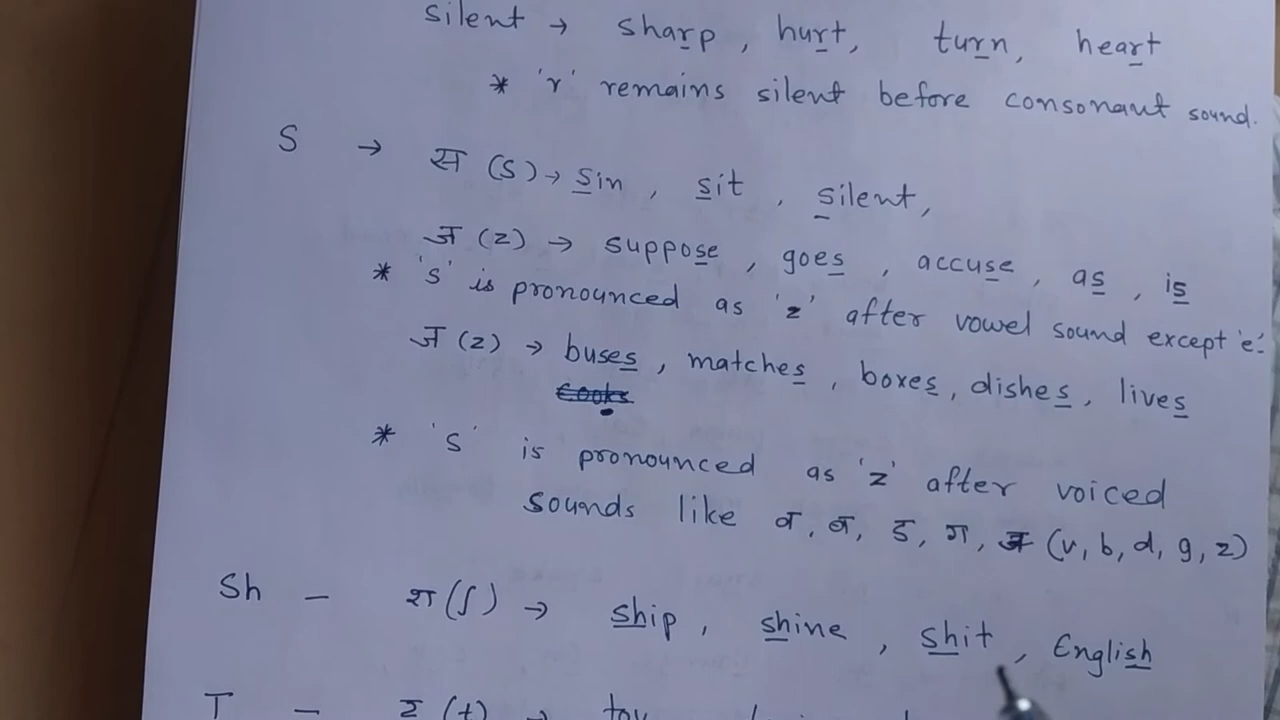 silent → sharp, hurt, turn, heart
* 'r' remains silent before consonant sound.
S → स (s) → sin, sit, silent,
ज़ (z) → suppose, goes, accuse, as, is
* 's' is pronounced as 'z' after vowel sound except 'e'.
ज़ (z) → buses, matches, boxes, dishes, lives
* 's' is pronounced as 'z' after voiced
sounds like व, ब, ड, ग, ज़ (v, b, d, g, z)
Sh – श (ʃ) → ship, shine, shit, English
T – ट (t) →